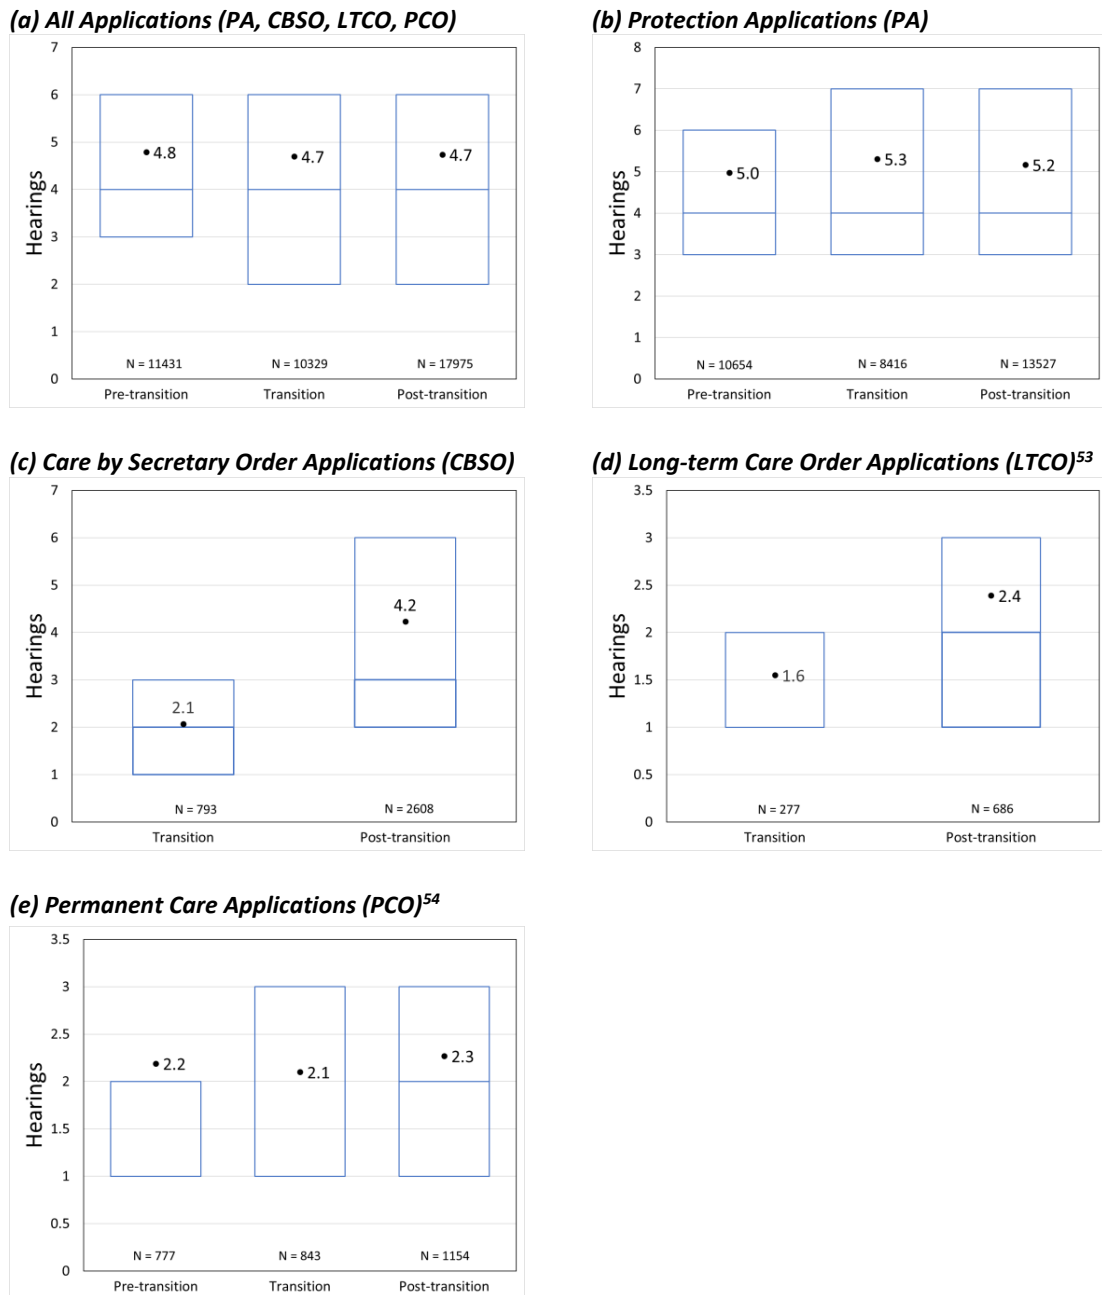 (a) All Applications (PA, CBSO, LTCO, PCO)
7
6
5
4
3
2
1
0
Hearings
4.8
4.7
4.7
N = 11431
N = 10329
N = 17975
Pre-transition
Transition
Post-transition
(b) Protection Applications (PA)
8
7
6
5
4
3
2
1
0
Hearings
5.0
5.3
5.2
N = 10654
N = 8416
N = 13527
Pre-transition
Transition
Post-transition
(c) Care by Secretary Order Applications (CBSO)
7
6
5
4
3
2
1
0
Hearings
2.1
4.2
N = 793
N = 2608
Transition
Post-transition
(d) Long-term Care Order Applications (LTCO)53
3.5
3
2.5
2
1.5
1
0.5
0
Hearings
1.6
2.4
N = 277
N = 686
Transition
Post-transition
(e) Permanent Care Applications (PCO)54
3.5
3
2.5
2
1.5
1
0.5
0
Hearings
2.2
2.1
2.3
N = 777
N = 843
N = 1154
Pre-transition
Transition
Post-transition